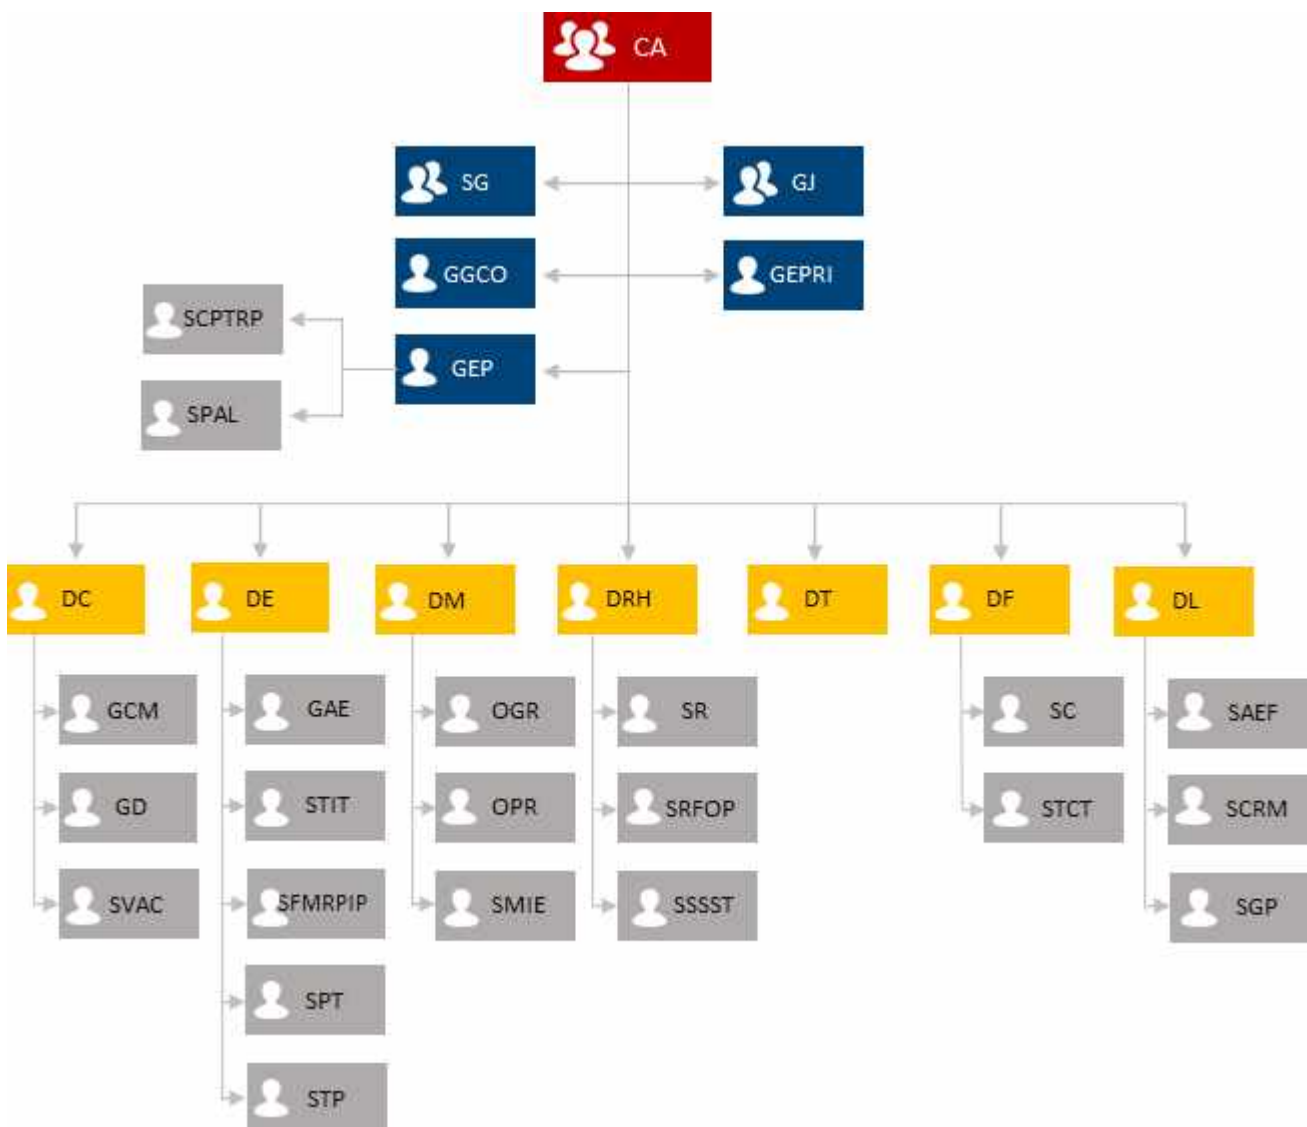 CA
SG
GJ
GGCO
GEPRI
SCPTRP
GEP
SPAL
DC
DE
DM
DRH
DT
DF
DL
GCM
GAE
OGR
SR
SC
SAEF
GD
STIT
OPR
SRFOP
STCT
SCRM
SVAC
SFMRPIP
SMIE
SSSST
SGP
SPT
STP